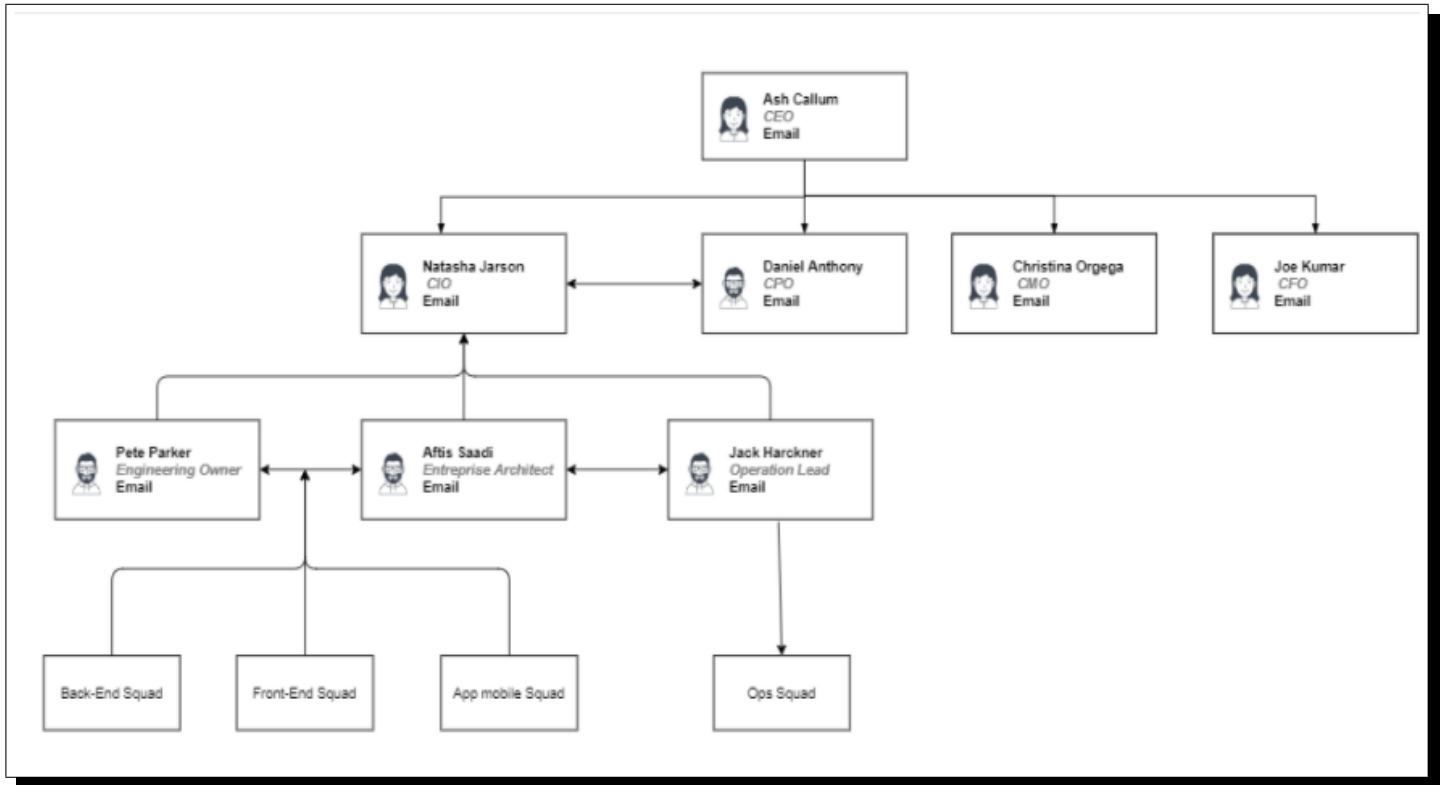 Ash Callum
CEO
Email
Natasha Jarson
CIO
Email
Daniel Anthony
CPO
Email
Christina Orgega
CMO
Email
Joe Kumar
CFO
Email
Pete Parker
Engineering Owner
Email
Aftis Saadi
Entreprise Architect
Email
Jack Harckner
Operation Lead
Email
Back-End Squad
Front-End Squad
App mobile Squad
Ops Squad